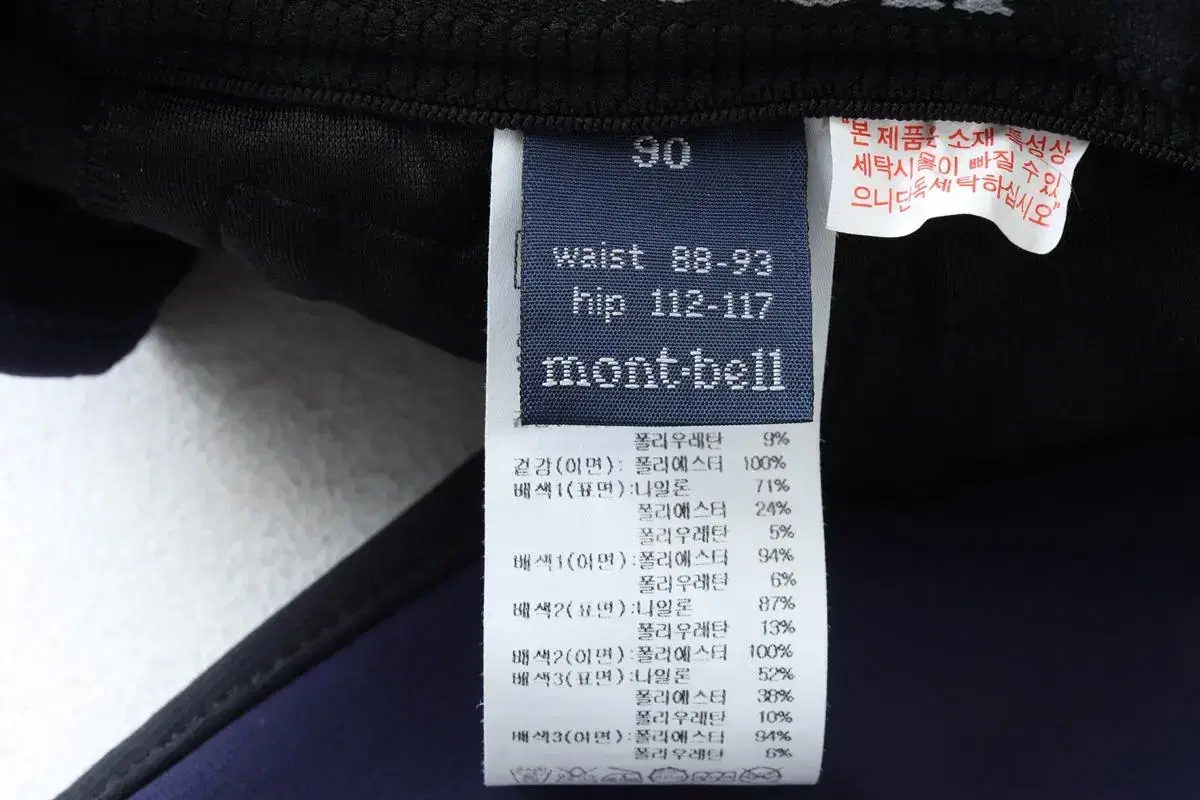 90
waist 88-93
hip 112-117
mont-bell
"본 제품은 소재 특성상
세탁시 물이 빠질 수 있
으니 단독세탁하십시오"
폴리우레탄 9%
겉감(이면): 폴리에스터 100%
배색1(표면):나일론 71%
폴리에스터 24%
폴리우레탄 5%
배색1(이면):폴리에스터 94%
폴리우레탄 6%
배색2(표면):나일론 87%
폴리우레탄 13%
배색2(이면):폴리에스터 100%
배색3(표면):나일론 52%
폴리에스터 38%
폴리우레탄 10%
배색3(이면):폴리에스터 94%
폴리우레탄 6%